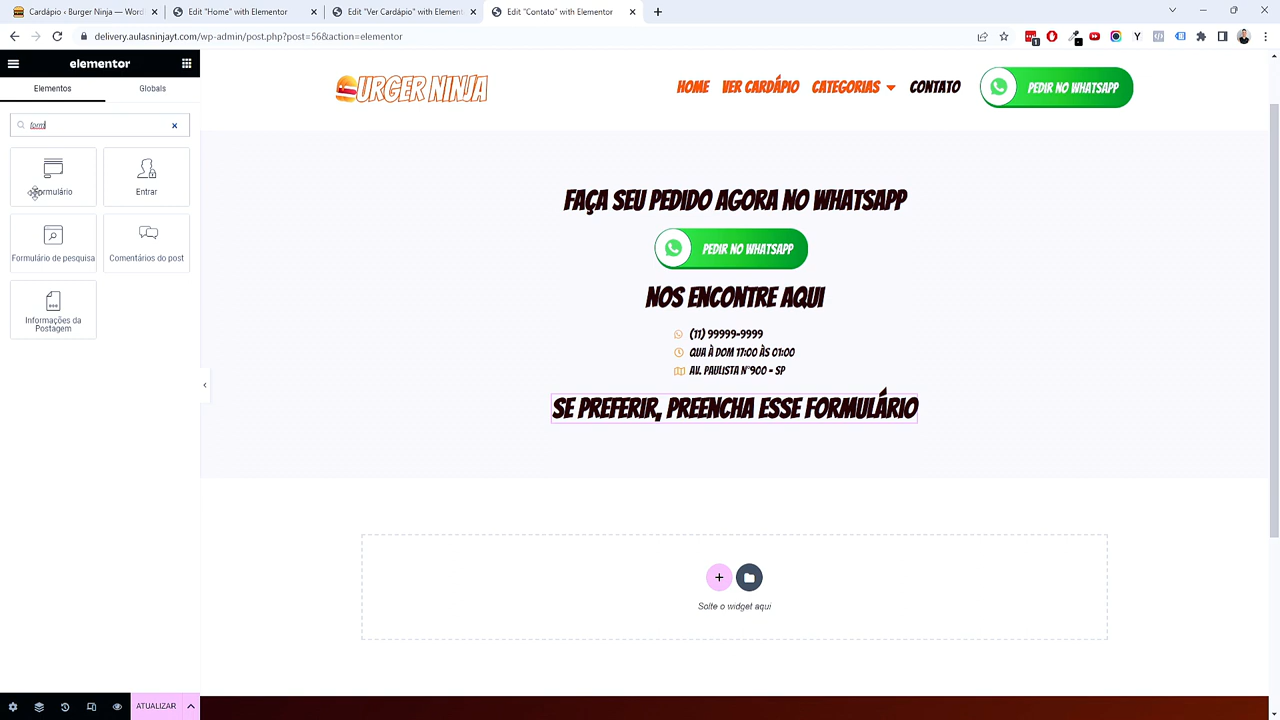 Cardápio ‹ Burger Ninja — Word
Edit "Home" with Elementor
Edit "Ver Cardápio" with Element
Edit "Contato" with Elementor
delivery.aulasninjayt.com/wp-admin/post.php?post=56&action=elementor
elementor
Elementos
Globals
form
Formulário
Entrar
Formulário de pesquisa
Comentários do post
Informações da
Postagem
ATUALIZAR
BURGER NINJA
HOME
VER CARDÁPIO
CATEGORIAS
CONTATO
PEDIR NO WHATSAPP
FAÇA SEU PEDIDO AGORA NO WHATSAPP
PEDIR NO WHATSAPP
NOS ENCONTRE AQUI
(11) 99999-9999
QUA À DOM 17:00 ÀS 01:00
AV. PAULISTA N°900 - SP
SE PREFERIR, PREENCHA ESSE FORMULÁRIO
Solte o widget aqui